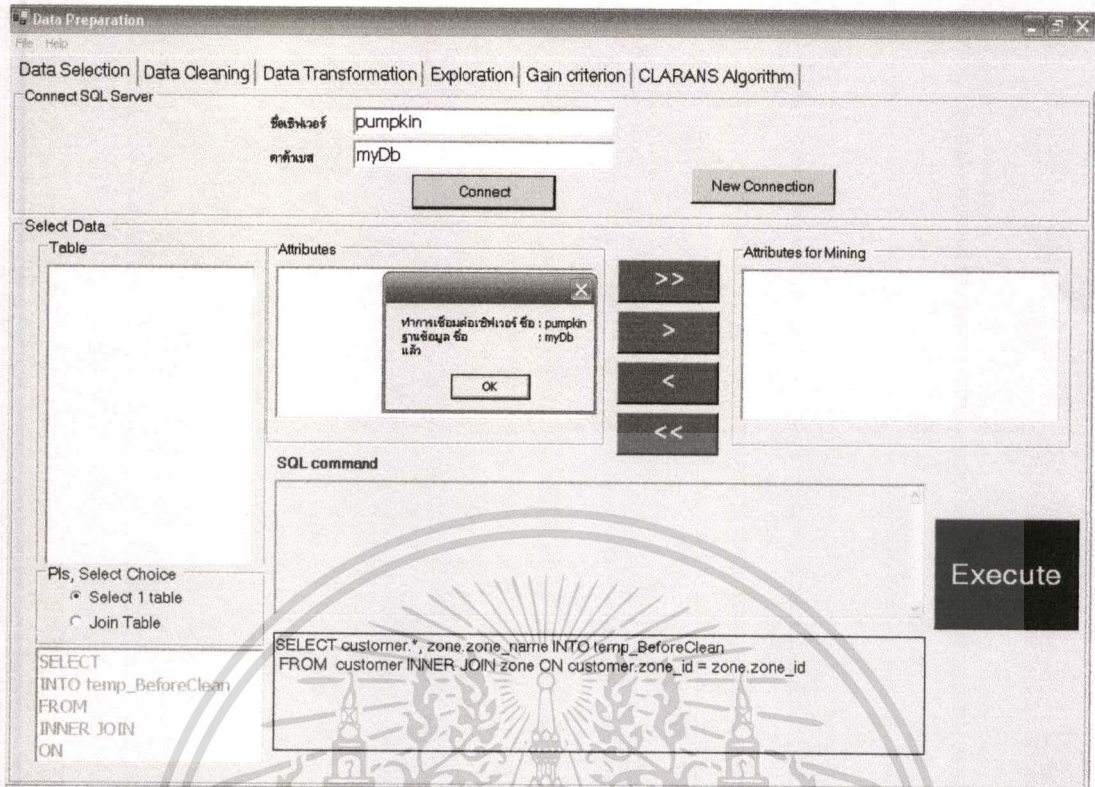 Data Preparation
File Help
Data Selection Data Cleaning Data Transformation Exploration Gain criterion CLARANS Algorithm
Connect SQL Server
ชื่อเซิฟเวอร์ pumpkin
ดาต้าเบส myDb
Connect New Connection
Select Data
Table
Attributes
ทำการเชื่อมต่อเซิฟเวอร์ ชื่อ : pumpkin
ฐานข้อมูล ชื่อ : myDb
แล้ว
OK
>>
>
<
<<
Attributes for Mining
SQL command
Execute
Pls, Select Choice
Select 1 table
Join Table
SELECT
INTO temp_BeforeClean
FROM
INNER JOIN
ON
SELECT customer.*, zone.zone_name INTO temp_BeforeClean
FROM customer INNER JOIN zone ON customer.zone_id = zone.zone_id